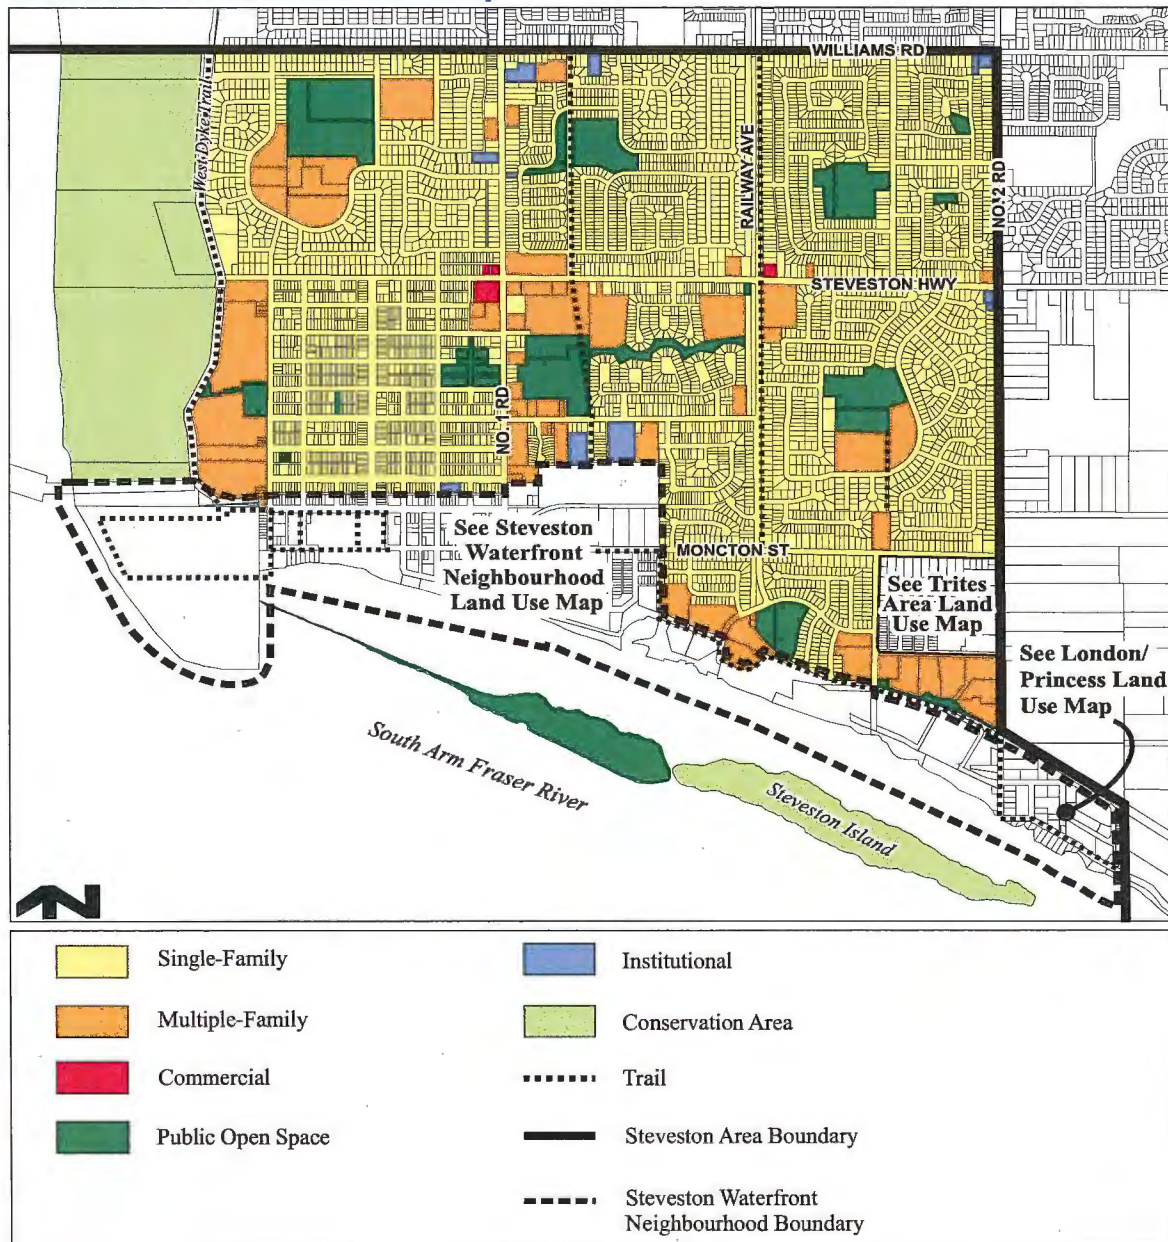 WILLIAMS RD
West Dyke Trail
RAILWAY AVE
NO. 2 RD
STEVESTON HWY
NO. 1 RD
See Steveston
Waterfront
Neighbourhood
Land Use Map
MONCTON ST
See Trites
Area Land
Use Map
See London/
Princess Land
Use Map
South Arm Fraser River
Steveston Island
N
Single-Family
Institutional
Multiple-Family
Conservation Area
Commercial
Trail
Public Open Space
Steveston Area Boundary
Steveston Waterfront
Neighbourhood Boundary